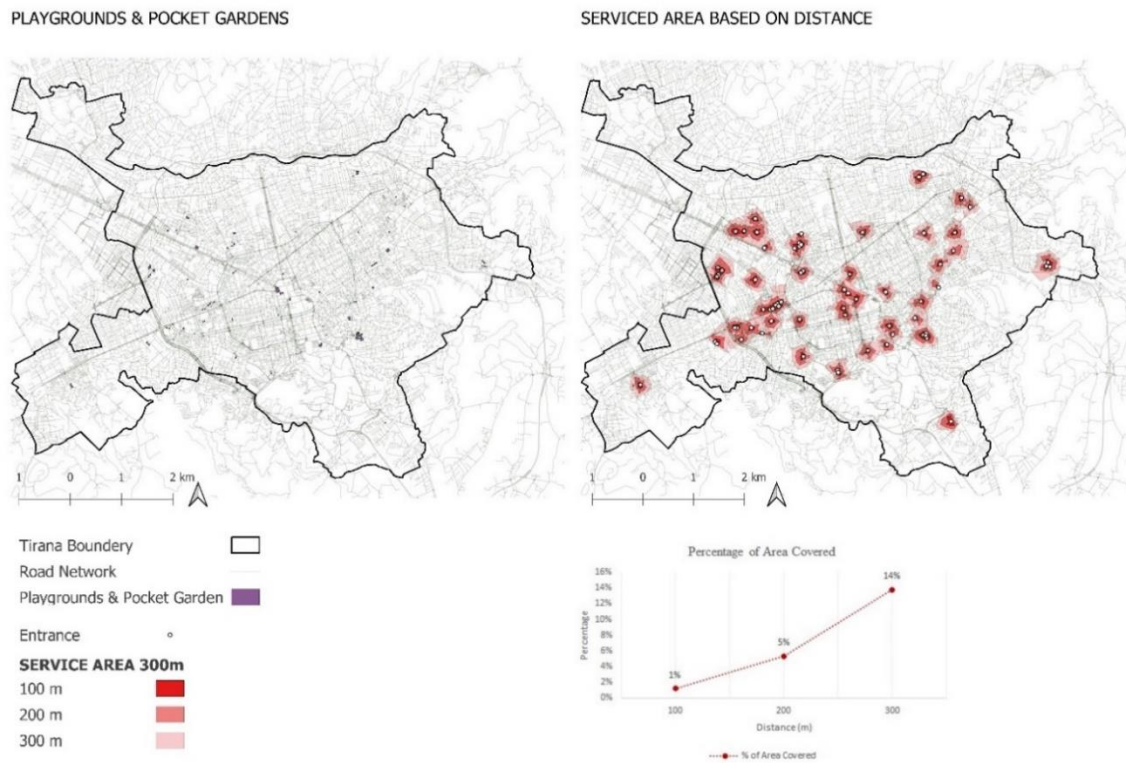 PLAYGROUNDS & POCKET GARDENS
SERVICED AREA BASED ON DISTANCE
1 0 1 2 km
1 0 1 2 km
Tirana Boundery
Road Network
Playgrounds & Pocket Garden
Entrance
SERVICE AREA 300m
100 m
200 m
300 m
Percentage of Area Covered
Percentage
16%
14%
12%
10%
8%
6%
4%
2%
0%
1%
5%
14%
100 200 300
Distance (m)
% of Area Covered